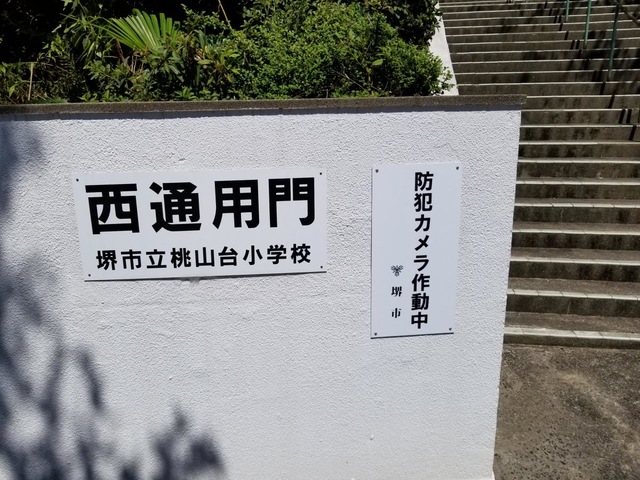 西通用門
堺市立桃山台小学校
防犯カメラ作動中
堺市